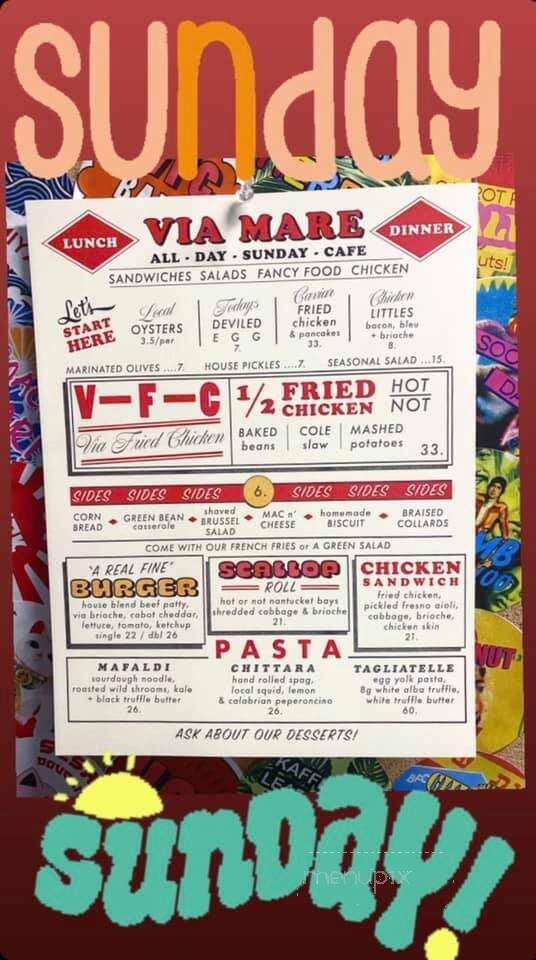 sunday
LUNCH
VIA MARE
DINNER
ALL - DAY - SUNDAY - CAFE
SANDWICHES SALADS FANCY FOOD CHICKEN
Let's
START
HERE
Local
OYSTERS
3.5/per
Today's
DEVILED
E G G
7.
Caviar
FRIED
chicken
& pancakes
33.
Chicken
LITTLES
bacon, bleu
+ brioche
8.
MARINATED OLIVES ....7. HOUSE PICKLES ....7. SEASONAL SALAD ...15.
V-F-C
Via Fried Chicken
1/2 FRIED
CHICKEN
HOT
NOT
BAKED
beans
COLE
slaw
MASHED
potatoes
33.
SIDES SIDES SIDES 6. SIDES SIDES SIDES
CORN
BREAD
GREEN BEAN
casserole
shaved
BRUSSEL
SALAD
MAC n'
CHEESE
homemade
BISCUIT
BRAISED
COLLARDS
COME WITH OUR FRENCH FRIES or A GREEN SALAD
"A REAL FINE"
BURGER
house blend beef patty,
via brioche, cabot cheddar,
lettuce, tomato, ketchup
single 22 / dbl 26
SCALLOP
ROLL
hot or not nantucket bays
shredded cabbage & brioche
21.
CHICKEN
SANDWICH
fried chicken,
pickled fresno aioli,
cabbage, brioche,
chicken skin
21.
PASTA
MAFALDI
sourdough noodle,
roasted wild shrooms, kale
+ black truffle butter
26.
CHITTARA
hand rolled spag,
local squid, lemon
& calabrian peperoncino
26.
TAGLIATELLE
egg yolk pasta,
8g white alba truffle,
white truffle butter
60.
ASK ABOUT OUR DESSERTS!
uts!
NUT
KAFF
sunday!
menupix